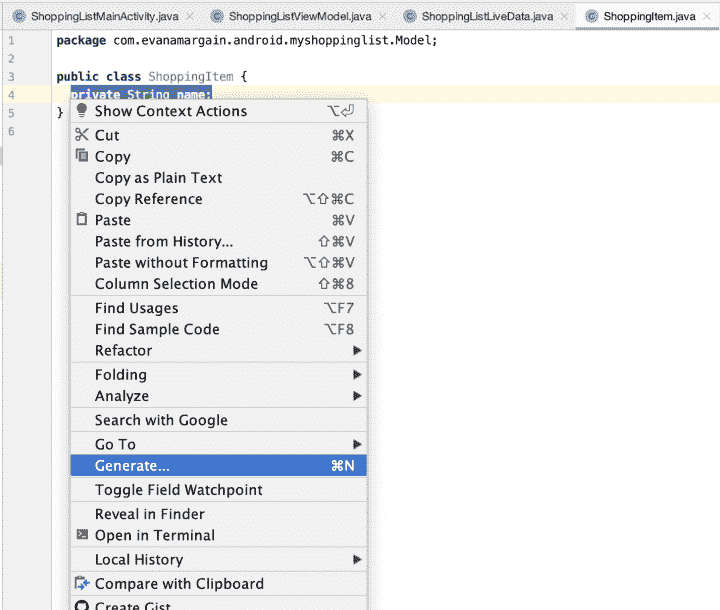 ShoppingListMainActivity.java ShoppingListViewModel.java ShoppingListLiveData.java ShoppingItem.java
1 package com.evanamargain.android.myshoppinglist.Model;
2
3 public class ShoppingItem {
4 private String name;
5 }
6
Show Context Actions ⌥⏎
Cut ⌘X
Copy ⌘C
Copy as Plain Text
Copy Reference ⌥⇧⌘C
Paste ⌘V
Paste from History... ⇧⌘V
Paste without Formatting ⌥⇧⌘V
Column Selection Mode ⇧⌘8
Find Usages ⌥F7
Find Sample Code ⌥F8
Refactor
Folding
Analyze
Search with Google
Go To
Generate... ⌘N
Toggle Field Watchpoint
Reveal in Finder
Open in Terminal
Local History
Compare with Clipboard
Create Gist